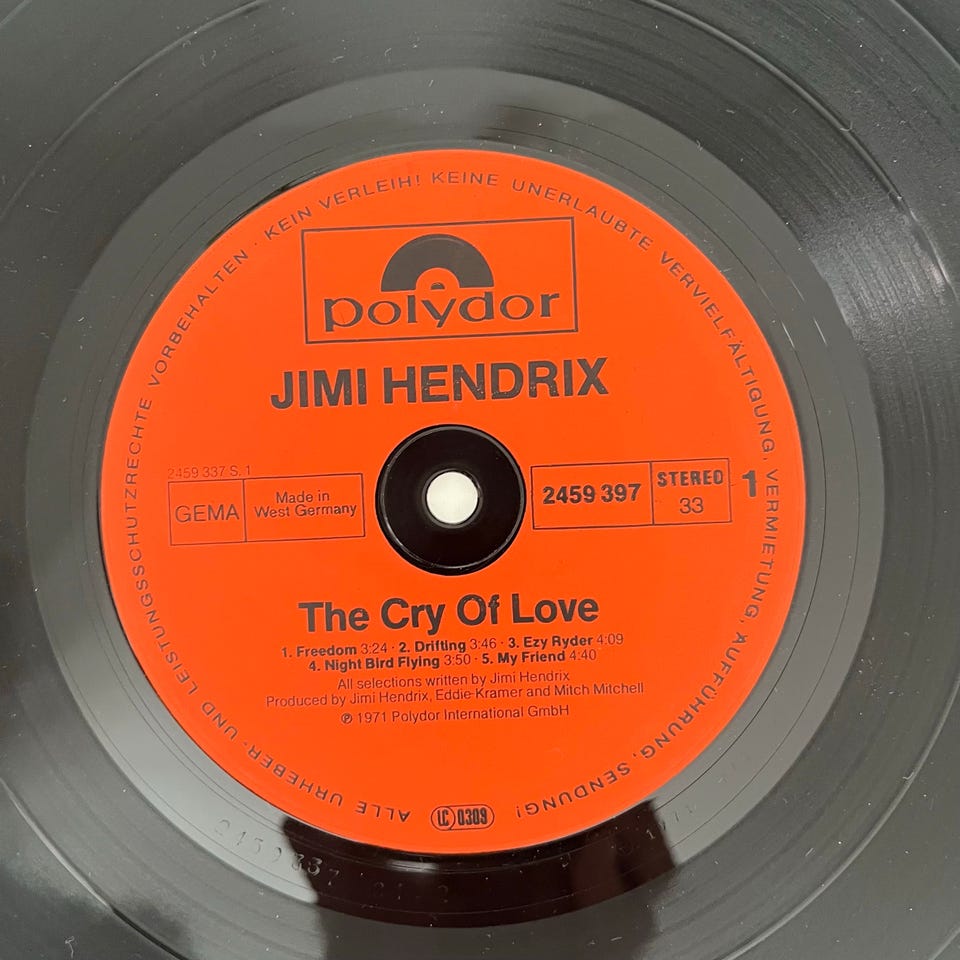 ALLE URHEBER- UND LEISTUNGSSCHUTZRECHTE VORBEHALTEN · KEIN VERLEIH! KEINE UNERLAUBTE VERVIELFÄLTIGUNG, VERMIETUNG, AUFFÜHRUNG, SENDUNG!
polydor
JIMI HENDRIX
2459 337 S. 1
GEMA
Made in
West Germany
2459 397
STEREO
33
1
The Cry Of Love
1. Freedom 3:24 · 2. Drifting 3:46 · 3. Ezy Ryder 4:09
4. Night Bird Flying 3:50 · 5. My Friend 4:40
All selections written by Jimi Hendrix
Produced by Jimi Hendrix, Eddie Kramer and Mitch Mitchell
℗ 1971 Polydor International GmbH
LC 0309